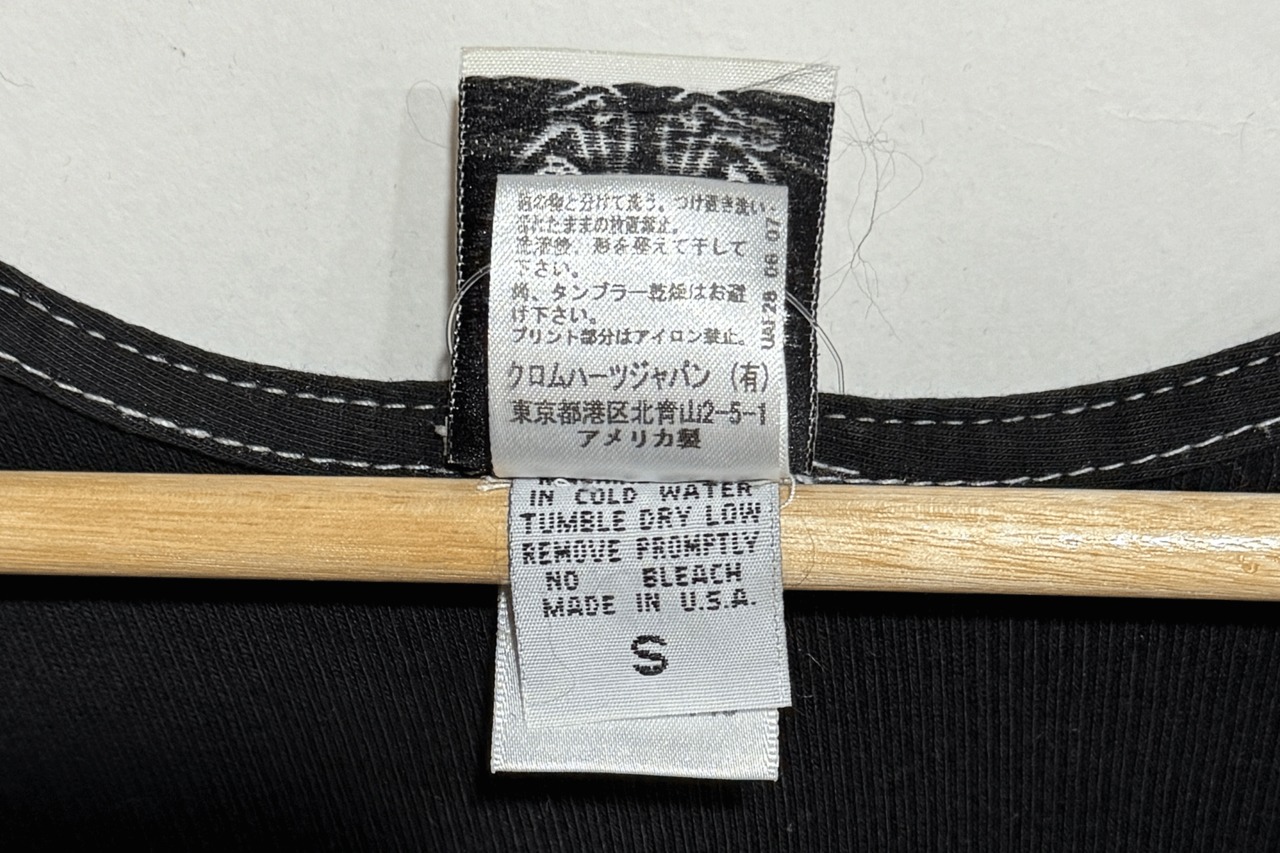 他の物と分けて洗う。つけ置き洗い、
濡れたままの放置禁止。
洗濯後、形を整えて干して
下さい。
尚、タンブラー乾燥はお避
け下さい。
プリント部分はアイロン禁止。
クロムハーツジャパン (有)
東京都港区北青山2-5-1
アメリカ製
28 06 07
IN COLD WATER
TUMBLE DRY LOW
REMOVE PROMPTLY
NO BLEACH
MADE IN U.S.A.
S